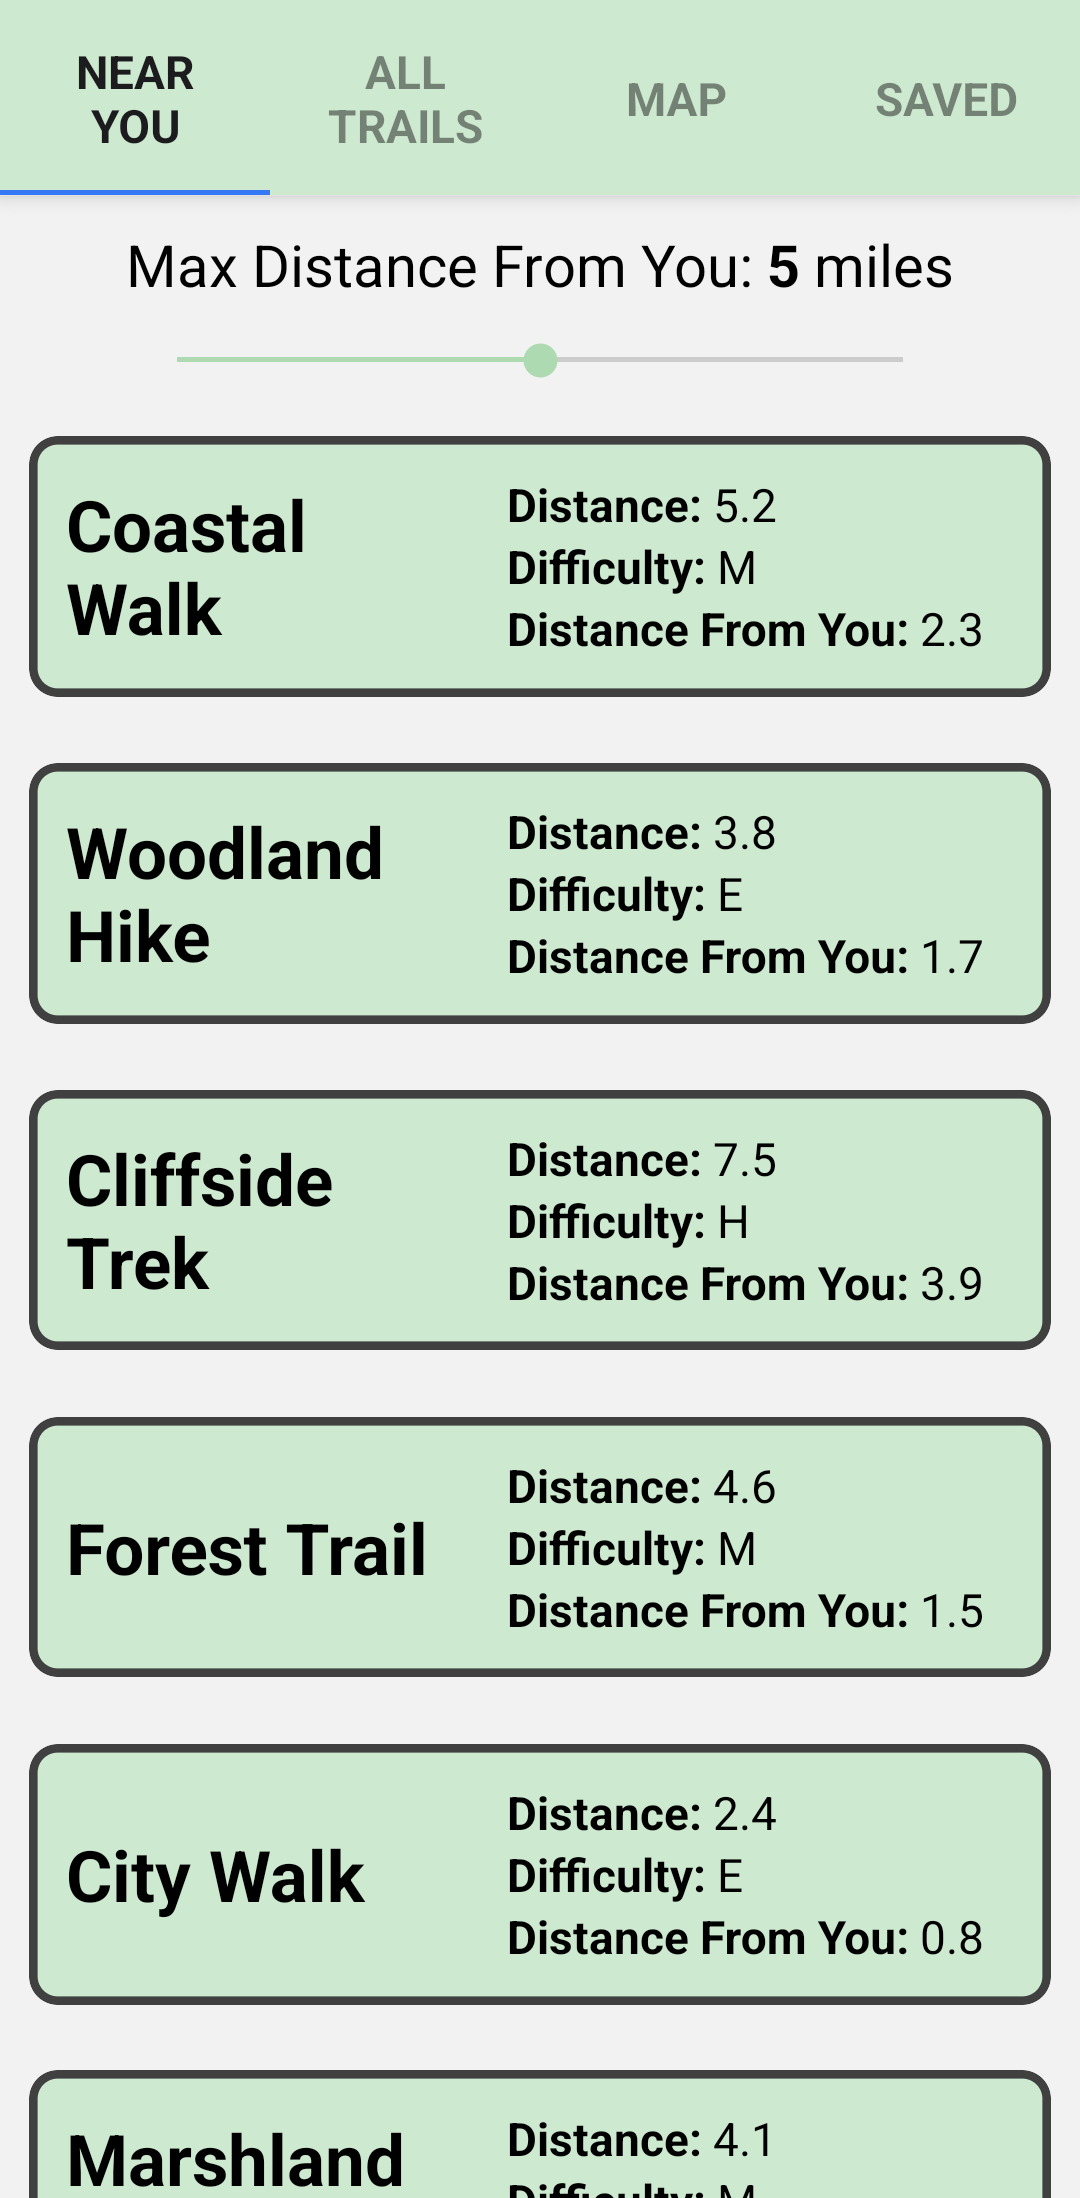 NEAR
YOU
ALL
TRAILS
MAP
SAVED
Max Distance From You: 5 miles
Coastal
Walk
Distance: 5.2
Difficulty: M
Distance From You: 2.3
Woodland
Hike
Distance: 3.8
Difficulty: E
Distance From You: 1.7
Cliffside
Trek
Distance: 7.5
Difficulty: H
Distance From You: 3.9
Forest Trail
Distance: 4.6
Difficulty: M
Distance From You: 1.5
City Walk
Distance: 2.4
Difficulty: E
Distance From You: 0.8
Marshland
Distance: 4.1
Difficulty: M